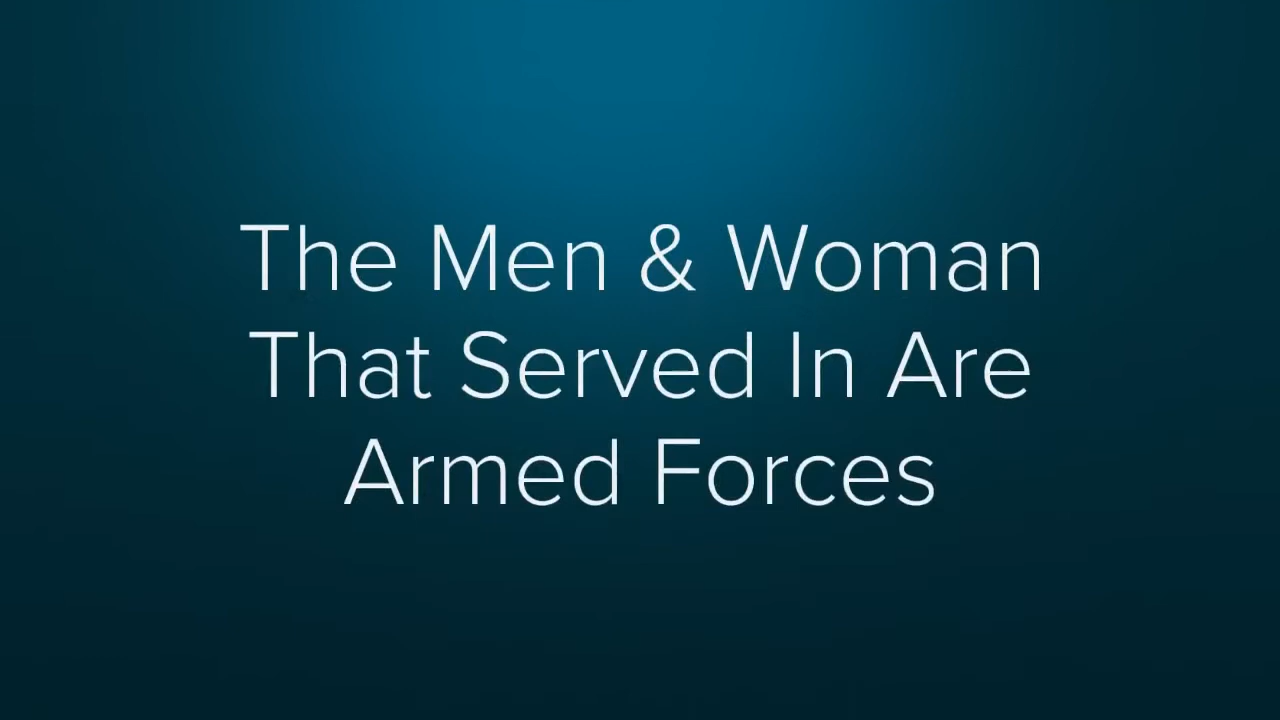 The Men & Woman
That Served In Are
Armed Forces